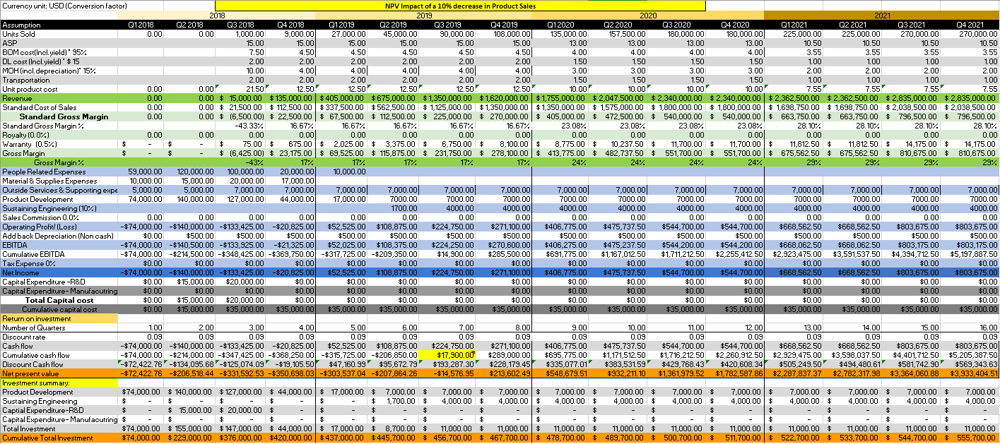 Currency unit: USD (Conversion factor) NPV Impact of a 10% decrease in Product Sales
2018 2019 2020 2021
Assumption Q1 2018 Q2 2018 Q3 2018 Q4 2018 Q1 2019 Q2 2019 Q3 2019 Q4 2019 Q1 2020 Q2 2020 Q3 2020 Q4 2020 Q1 2021 Q2 2021 Q3 2021 Q4 2021
Units Sold 0.00 0.00 1,000.00 9,000.00 27,000.00 45,000.00 90,000.00 108,000.00 135,000.00 157,500.00 180,000.00 180,000.00 225,000.00 225,000.00 270,000.00 270,000.00
ASP 15.00 15.00 15.00 15.00 15.00 15.00 13.00 13.00 13.00 13.00 10.50 10.50 10.50 10.50
BOM cost(Incl.yield)* 95% 7.50 4.50 4.50 4.50 4.50 4.50 4.00 4.00 4.00 4.00 3.55 3.55 3.55 3.55
DL cost (Incl.yield)* $ 15 2.00 2.00 2.00 2.00 2.00 2.00 1.50 1.50 1.50 1.50 1.00 1.00 1.00 1.00
MOH (incl.depreciation)* 15% 10.00 4.00 4.00 4.00 4.00 4.00 3.00 3.00 3.00 3.00 2.00 2.00 2.00 2.00
Transportation 2.00 2.00 2.00 2.00 2.00 2.00 1.50 1.50 1.50 1.50 1.00 1.00 1.00 1.00
Unit product cost 0.00 0.00 21.50 12.50 12.50 12.50 12.50 12.50 10.00 10.00 10.00 10.00 7.55 7.55 7.55 7.55
Revenue 0.00 0.00 $ 15,000.00 $ 135,000.00 $ 405,000.00 $ 675,000.00 $ 1,350,000.00 $ 1,620,000.00 $ 1,755,000.00 $ 2,047,500.00 $ 2,340,000.00 $ 2,340,000.00 $ 2,362,500.00 $ 2,362,500.00 $ 2,835,000.00 $ 2,835,000.00
Standard Cost of Sales 0.00 0.00 $ 21,500.00 $ 112,500.00 $ 337,500.00 $ 562,500.00 $ 1,125,000.00 $ 1,350,000.00 $ 1,350,000.00 $ 1,575,000.00 $ 1,800,000.00 $ 1,800,000.00 $ 1,698,750.00 $ 1,698,750.00 $ 2,038,500.00 $ 2,038,500.00
Standard Gross Margin 0.00 0.00 $ (6,500.00) $ 22,500.00 $ 67,500.00 $ 112,500.00 $ 225,000.00 $ 270,000.00 $ 405,000.00 $ 472,500.00 $ 540,000.00 $ 540,000.00 $ 663,750.00 $ 663,750.00 $ 796,500.00 $ 796,500.00
Standard Gross Margin % -43.33% 16.67% 16.67% 16.67% 16.67% 16.67% 23.08% 23.08% 23.08% 23.08% 28.10% 28.10% 28.10% 28.10%
Royalty (0.0%) 0.00 0.00 0.00 0.00 0.00 0.00 0.00 0.00 0.00 0.00 0.00 0.00 0.00 0.00 0.00
Warranty (0.5%) $ - $ - $ 75.00 $ 675.00 $ 2,025.00 $ 3,375.00 $ 6,750.00 $ 8,100.00 $ 8,775.00 $ 10,237.50 $ 11,700.00 $ 11,700.00 $ 11,812.50 $ 11,812.50 $ 14,175.00 $ 14,175.00
Gross Margin $ - $ - $ (6,425.00) $ 23,175.00 $ 69,525.00 $ 115,875.00 $ 231,750.00 $ 278,100.00 $ 413,775.00 $ 482,737.50 $ 551,700.00 $ 551,700.00 $ 675,562.50 $ 675,562.50 $ 810,675.00 $ 810,675.00
Gross Margin % -43% 17% 17% 17% 17% 17% 24% 24% 24% 24% 29% 29% 29% 29%
People Related Expenses 59,000.00 120,000.00 100,000.00 20,000.00 10,000.00
Material & Supplies Expenses 10,000.00 15,000.00 20,000.00 17,000.00
Outside Services & Supporting expe 5,000.00 5,000.00 7,000.00 7,000.00 7,000.00 7,000.00 7,000.00 7,000.00 7,000.00 7,000.00 7,000.00 7,000.00 7,000.00 7,000.00 7,000.00 7,000.00
Product Development 74,000.00 140,000.00 127,000.00 44,000.00 17,000.00 7000.00 7000.00 7000.00 7000.00 7000.00 7000.00 7000.00 7000.00 7000.00 7000.00 7000.00
Sustaining Engineering (10%) 1700.00 4000.00 4000.00 4000.00 4000.00 4000.00 4000.00 4000.00 4000.00 4000.00 4000.00
Sales Commission 0.0% 0.00 0.00 0.00 0.00 0.00 0.00 0.00 0.00 0.00 0.00 0.00 0.00 0.00 0.00 0.00 0.00
Operating Profit/ (Loss) -$74,000.00 -$140,000.00 -$133,425.00 -$20,825.00 $52,525.00 $108,875.00 $224,750.00 $271,100.00 $406,775.00 $475,737.50 $544,700.00 $544,700.00 $668,562.50 $668,562.50 $803,675.00 $803,675.00
Add back Depreciation (Non cash) $0.00 $500.00 $500.00 $500.00 $500.00 $500.00 $500.00 $500.00 $500.00 $500.00 $500.00 $500.00 $500.00 $500.00 $500.00 $500.00
EBITDA -$74,000.00 -$140,500.00 -$133,925.00 -$21,325.00 $52,025.00 $108,375.00 $224,250.00 $270,600.00 $406,275.00 $475,237.50 $544,200.00 $544,200.00 $668,062.50 $668,062.50 $803,175.00 $803,175.00
Cumulative EBITDA -$74,000.00 -$214,500.00 -$348,425.00 -$369,750.00 -$317,725.00 -$209,350.00 $14,900.00 $285,500.00 $691,775.00 $1,167,012.50 $1,711,212.50 $2,255,412.50 $2,923,475.00 $3,591,537.50 $4,394,712.50 $5,197,887.50
Tax Expense 0% $0.00 $0.00 $0.00 $0.00 $0.00 $0.00 $0.00 $0.00 $0.00 $0.00 $0.00 $0.00 $0.00 $0.00 $0.00 $0.00
Net Income -$74,000.00 -$140,000.00 -$133,425.00 -$20,825.00 $52,525.00 $108,875.00 $224,750.00 $271,100.00 $406,775.00 $475,737.50 $544,700.00 $544,700.00 $668,562.50 $668,562.50 $803,675.00 $803,675.00
Capital Expenditure -R&D $0.00 $15,000.00 $20,000.00 $0.00 $0.00 $0.00 $0.00 $0.00 $0.00 $0.00 $0.00 $0.00 $0.00 $0.00 $0.00 $0.00
Capital Expenditure- Manufacutring $0.00 $0.00 $0.00 $0.00 $0.00 $0.00 $0.00 $0.00 $0.00 $0.00 $0.00 $0.00 $0.00 $0.00 $0.00 $0.00
Total Capital cost $0.00 $15,000.00 $20,000.00 $0.00 $0.00 $0.00 $0.00 $0.00 $0.00 $0.00 $0.00 $0.00 $0.00 $0.00 $0.00 $0.00
Cumulative capital cost $0.00 $15,000.00 $35,000.00 $35,000.00 $35,000.00 $35,000.00 $35,000.00 $35,000.00 $35,000.00 $35,000.00 $35,000.00 $35,000.00 $35,000.00 $35,000.00 $35,000.00 $35,000.00
Return on investment
Number of Quarters 1.00 2.00 3.00 4.00 5.00 6.00 7.00 8.00 9.00 10.00 11.00 12.00 13.00 14.00 15.00 16.00
Discount rate 0.09 0.09 0.09 0.09 0.09 0.09 0.09 0.09 0.09 0.09 0.09 0.09 0.09 0.09 0.09 0.09
Cash flow -$74,000.00 -$140,000.00 -$133,425.00 -$20,825.00 $52,525.00 $108,875.00 $224,750.00 $271,100.00 $406,775.00 $475,737.50 $544,700.00 $544,700.00 $668,562.50 $668,562.50 $803,675.00 $803,675.00
Cumulative cash flow -$74,000.00 -$214,000.00 -$347,425.00 -$368,250.00 -$315,725.00 -$206,850.00 $17,900.00 $289,000.00 $695,775.00 $1,171,512.50 $1,716,212.50 $2,260,912.50 $2,929,475.00 $3,598,037.50 $4,401,712.50 $5,205,387.50
Discount Cash flow -$72,422.76 -$134,095.68 -$125,074.09 -$19,105.50 $47,160.99 $95,672.79 $193,287.30 $228,179.45 $335,077.01 $383,531.59 $429,768.43 $420,608.34 $505,249.50 $494,480.61 $581,742.90 $569,343.63
Net present value -$72,422.76 -$206,518.44 -$331,592.53 -$350,698.03 -$303,537.04 -$207,864.26 -$14,576.95 $213,602.49 $548,679.51 $932,211.10 $1,361,979.52 $1,782,587.86 $2,287,837.37 $2,782,317.98 $3,364,060.88 $3,933,404.51
Investment summary:
Product Development $74,000.00 $ 140,000.00 $ 127,000.00 $ 44,000.00 $ 17,000.00 $ 7,000.00 $ 7,000.00 $ 7,000.00 $ 7,000.00 $ 7,000.00 $ 7,000.00 $ 7,000.00 $ 7,000.00 $ 7,000.00 $ 7,000.00 $ 7,000.00
Sustaining Engineering $ - $ - $ - $ - $ - $ 1,700.00 $ 4,000.00 $ 4,000.00 $ 4,000.00 $ 4,000.00 $ 4,000.00 $ 4,000.00 $ 4,000.00 $ 4,000.00 $ 4,000.00 $ 4,000.00
Captial Expenditure-R&D $ - $ 15,000.00 $ 20,000.00 $ - $ - $ - $ - $ - $ - $ - $ - $ - $ - $ - $ - $ -
Capital Expenditure- Manufacutring $ - $ - $ - $ - $ - $ - $ - $ - $ - $ - $ - $ - $ - $ - $ - $ -
Total Investment $74,000.00 $ 155,000.00 $ 147,000.00 $ 44,000.00 $ 17,000.00 $ 8,700.00 $ 11,000.00 $ 11,000.00 $ 11,000.00 $ 11,000.00 $ 11,000.00 $ 11,000.00 $ 11,000.00 $ 11,000.00 $ 11,000.00 $ 11,000.00
Cumulative Total Investment $74,000.00 $ 229,000.00 $ 376,000.00 $420,000.00 $ 437,000.00 $ 445,700.00 $ 456,700.00 $ 467,700.00 $ 478,700.00 $ 489,700.00 $ 500,700.00 $ 511,700.00 $ 522,700.00 $ 533,700.00 $ 544,700.00 $ 555,700.00